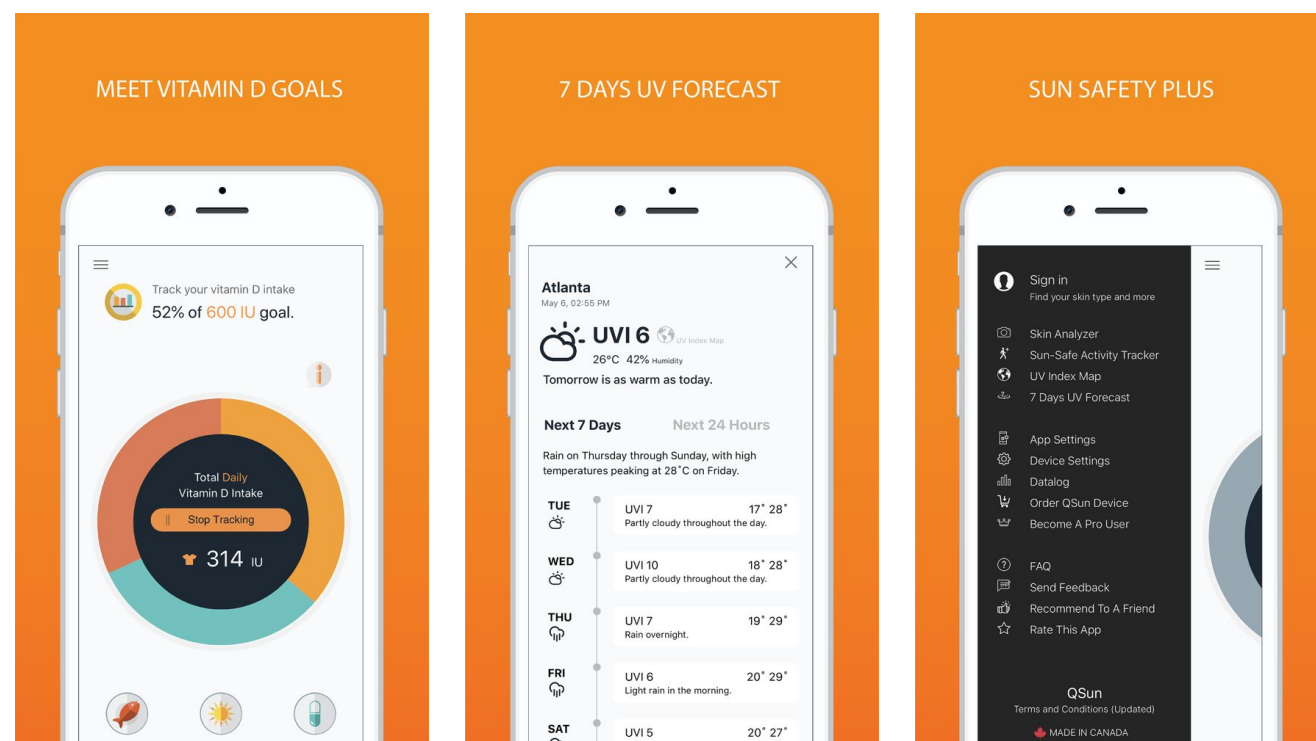 MEET VITAMIN D GOALS
Track your vitamin D intake
52% of 600 IU goal.
i
Total Daily
Vitamin D Intake
Stop Tracking
314 IU
7 DAYS UV FORECAST
Atlanta
May 6, 02:55 PM
UVI 6 UV Index Map
26°C 42% Humidity
Tomorrow is as warm as today.
Next 7 Days Next 24 Hours
Rain on Thursday through Sunday, with high
temperatures peaking at 28˚C on Friday.
TUE UVI 7 17˚ 28˚
Partly cloudy throughout the day.
WED UVI 10 18˚ 28˚
Partly cloudy throughout the day.
THU UVI 7 19˚ 29˚
Rain overnight.
FRI UVI 6 20˚ 29˚
Light rain in the morning.
SAT UVI 5 20˚ 27˚
SUN SAFETY PLUS
Sign in
Find your skin type and more
Skin Analyzer
Sun-Safe Activity Tracker
UV Index Map
7 Days UV Forecast
App Settings
Device Settings
Datalog
Order QSun Device
Become A Pro User
FAQ
Send Feedback
Recommend To A Friend
Rate This App
QSun
Terms and Conditions (Updated)
MADE IN CANADA